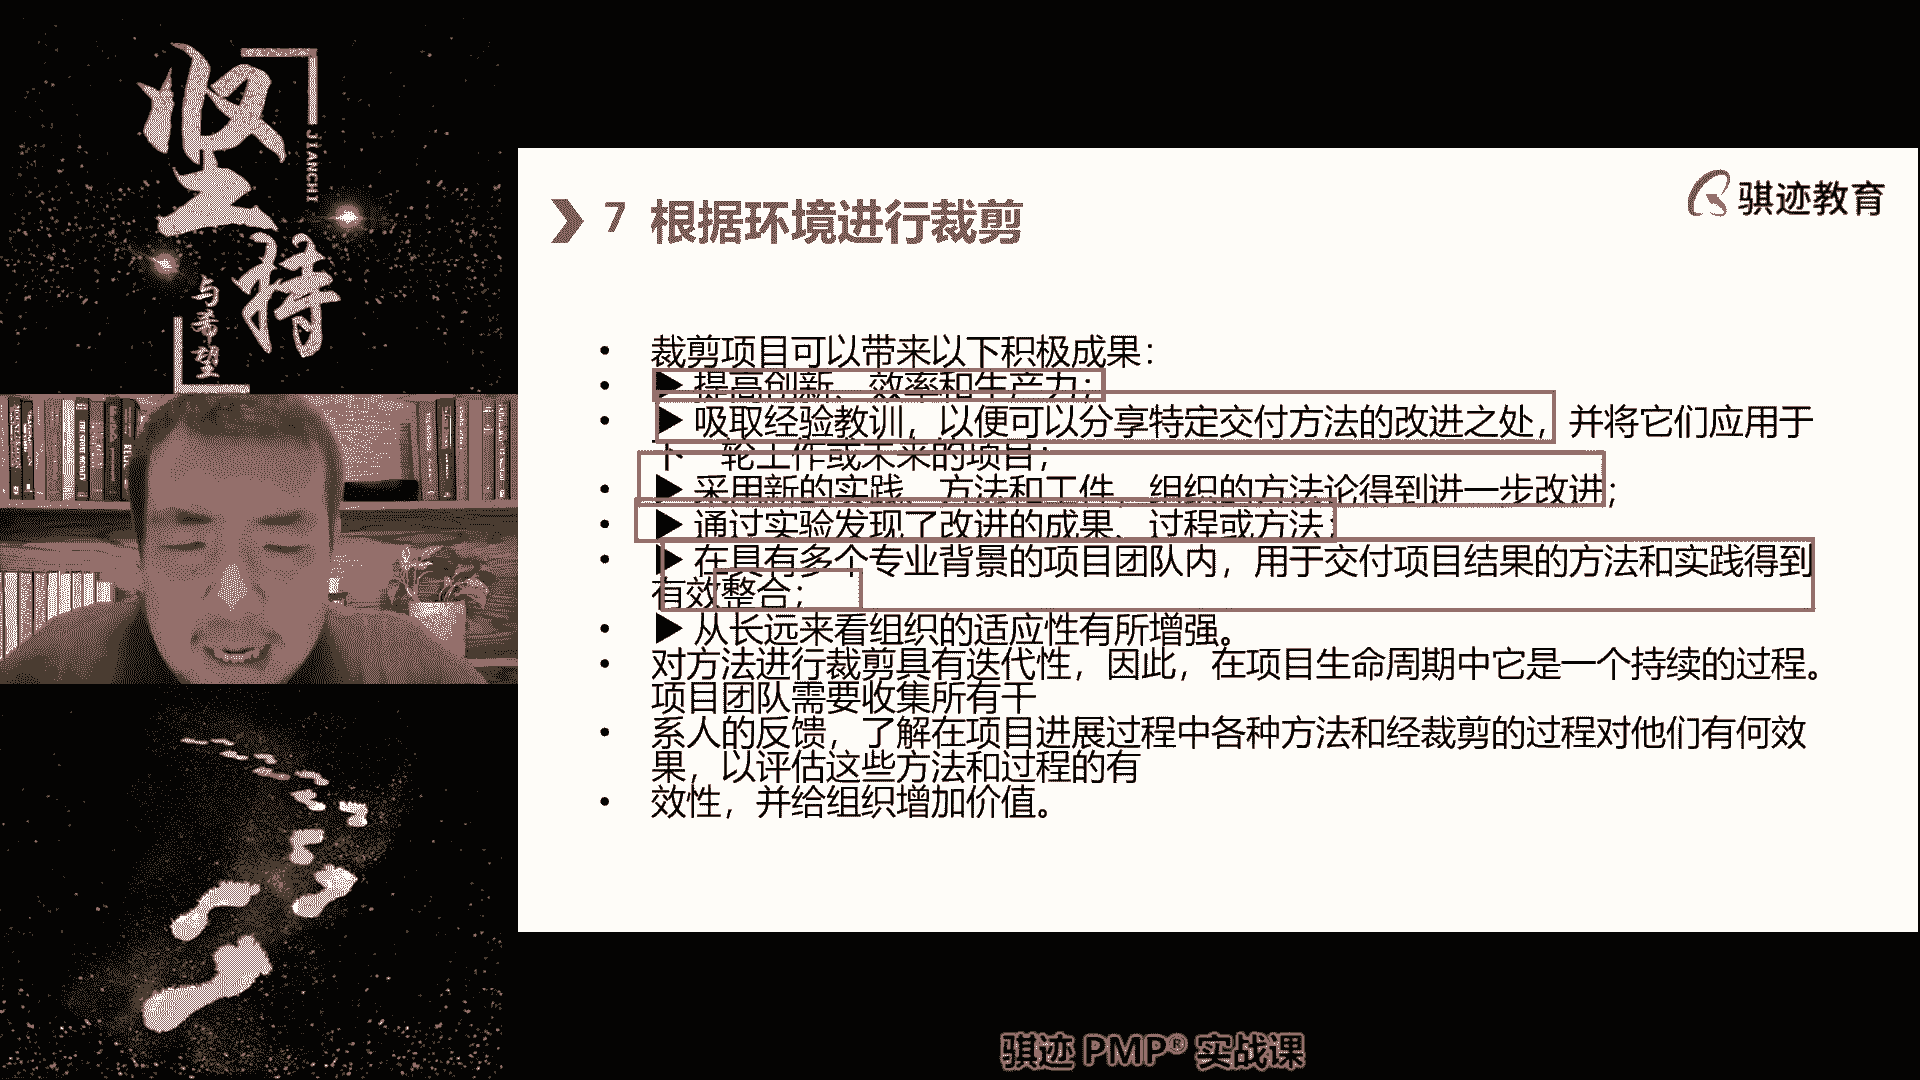 坚持
JIANCHI
与希望
骐迹教育
7 根据环境进行裁剪
• 裁剪项目可以带来以下积极成果：
• ▶ 提高创新、效率和生产力；
• ▶ 吸取经验教训，以便可以分享特定交付方法的改进之处，并将它们应用于
下一轮工作或未来的项目；
• ▶ 采用新的实践、方法和工件，组织的方法论得到进一步改进；
• ▶ 通过实验发现了改进的成果、过程或方法；
• ▶ 在具有多个专业背景的项目团队内，用于交付项目结果的方法和实践得到
有效整合；
• ▶ 从长远来看组织的适应性有所增强。
• 对方法进行裁剪具有迭代性，因此，在项目生命周期中它是一个持续的过程。
项目团队需要收集所有干
• 系人的反馈，了解在项目进展过程中各种方法和经裁剪的过程对他们有何效
果，以评估这些方法和过程的有
• 效性，并给组织增加价值。
骐迹 PMP® 实战课